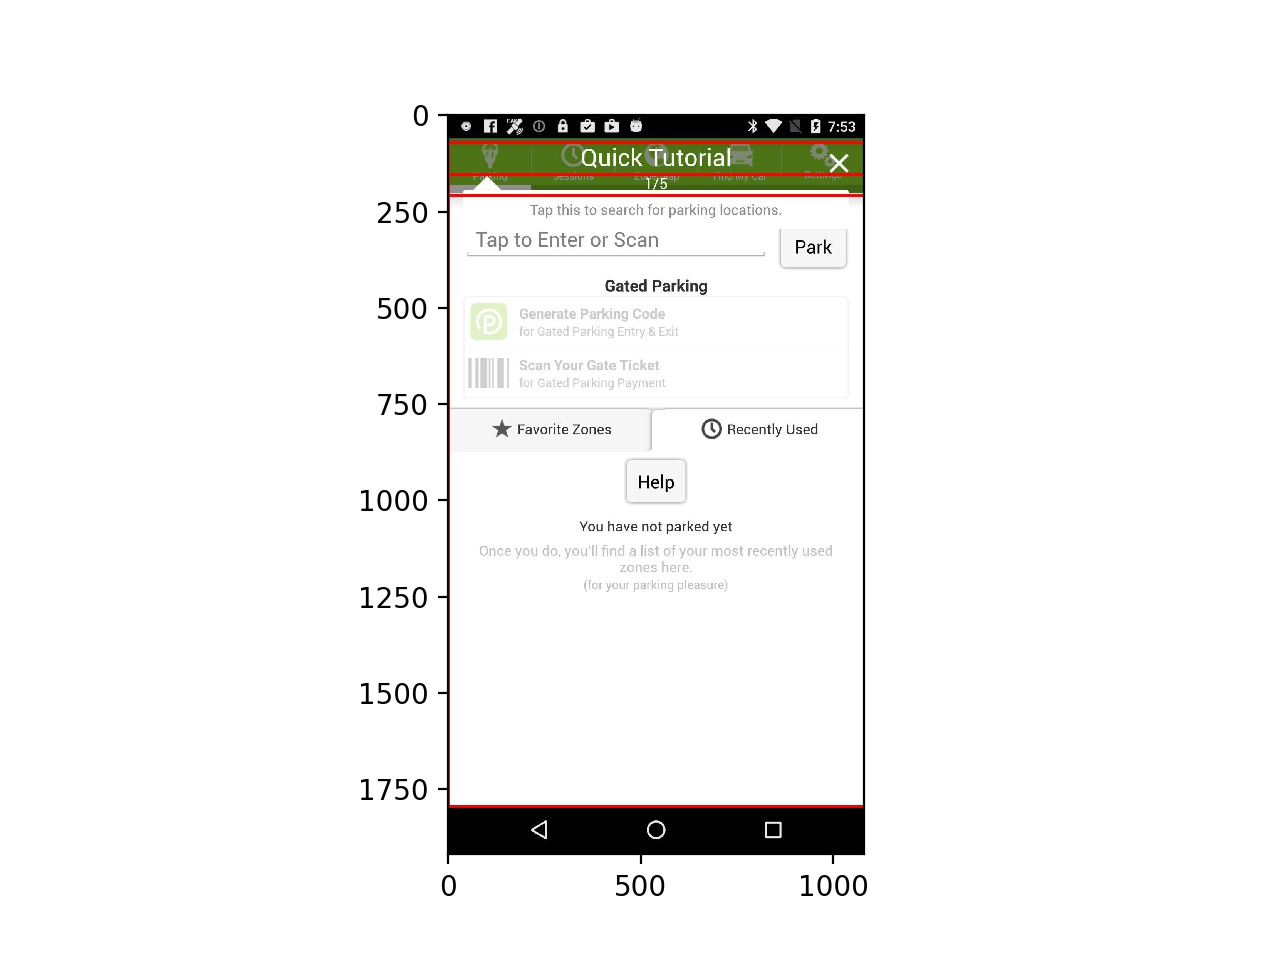 0
7:53
Quick Tutorial
Parking Sessions Zone Map Find My Car Settings
1/5
250
Tap this to search for parking locations.
Tap to Enter or Scan
Park
Gated Parking
500
Generate Parking Code
for Gated Parking Entry & Exit
Scan Your Gate Ticket
for Gated Parking Payment
750
Favorite Zones
Recently Used
Help
1000
You have not parked yet
Once you do, you'll find a list of your most recently used
zones here.
(for your parking pleasure)
1250
1500
1750
0 500 1000